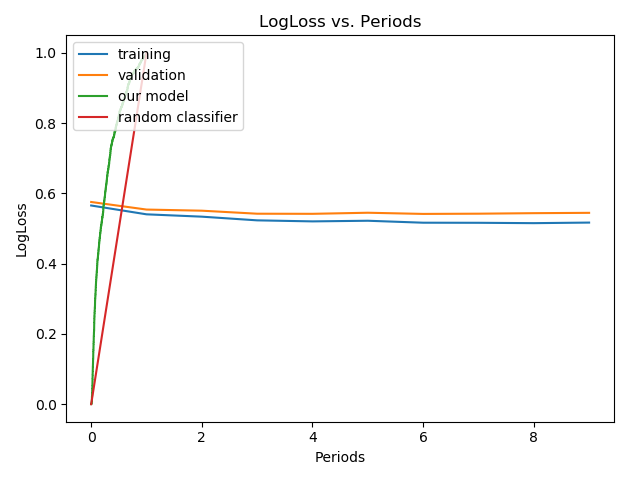 LogLoss vs. Periods
training
validation
our model
random classifier
1.0
0.8
0.6
0.4
0.2
0.0
LogLoss
0 2 4 6 8
Periods